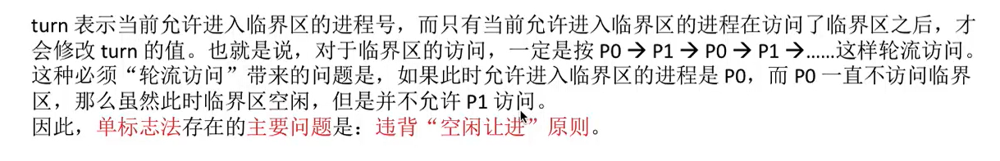 turn 表示当前允许进入临界区的进程号，而只有当前允许进入临界区的进程在访问了临界区之后，才
会修改 turn 的值。也就是说，对于临界区的访问，一定是按 P0 → P1 → P0 → P1 →……这样轮流访问。
这种必须“轮流访问”带来的问题是，如果此时允许进入临界区的进程是 P0，而 P0 一直不访问临界
区，那么虽然此时临界区空闲，但是并不允许 P1 访问。
因此，单标志法存在的主要问题是：违背“空闲让进”原则。